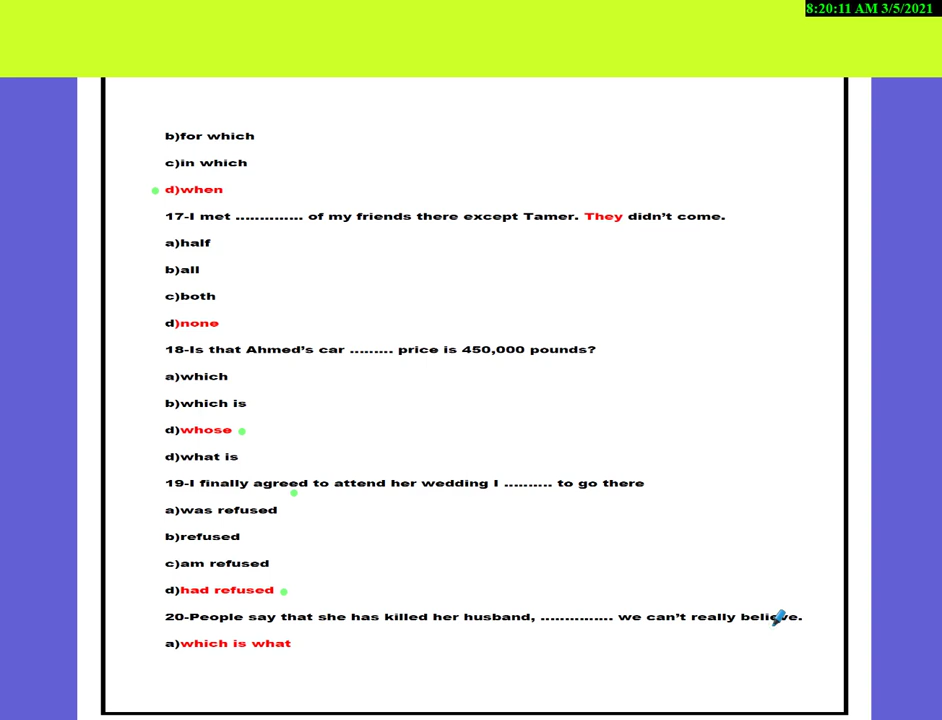 8:20:11 AM 3/5/2021
b)for which
c)in which
d)when
17-I met .............. of my friends there except Tamer. They didn't come.
a)half
b)all
c)both
d)none
18-Is that Ahmed's car ......... price is 450,000 pounds?
a)which
b)which is
d)whose
d)what is
19-I finally agreed to attend her wedding I .......... to go there
a)was refused
b)refused
c)am refused
d)had refused
20-People say that she has killed her husband, ............... we can't really believe.
a)which is what